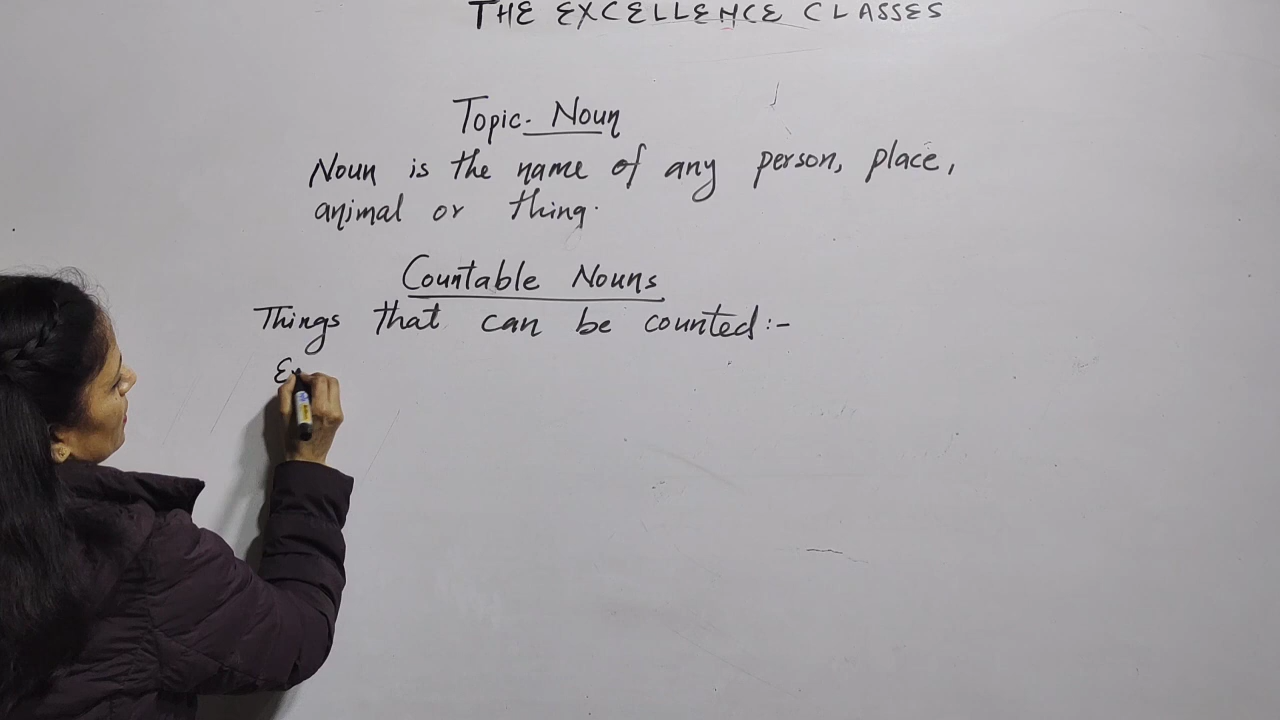 THE EXCELLENCE CLASSES
Topic- Noun
Noun is the name of any person, place,
animal or thing.
Countable Nouns
Things that can be counted:-
Ex